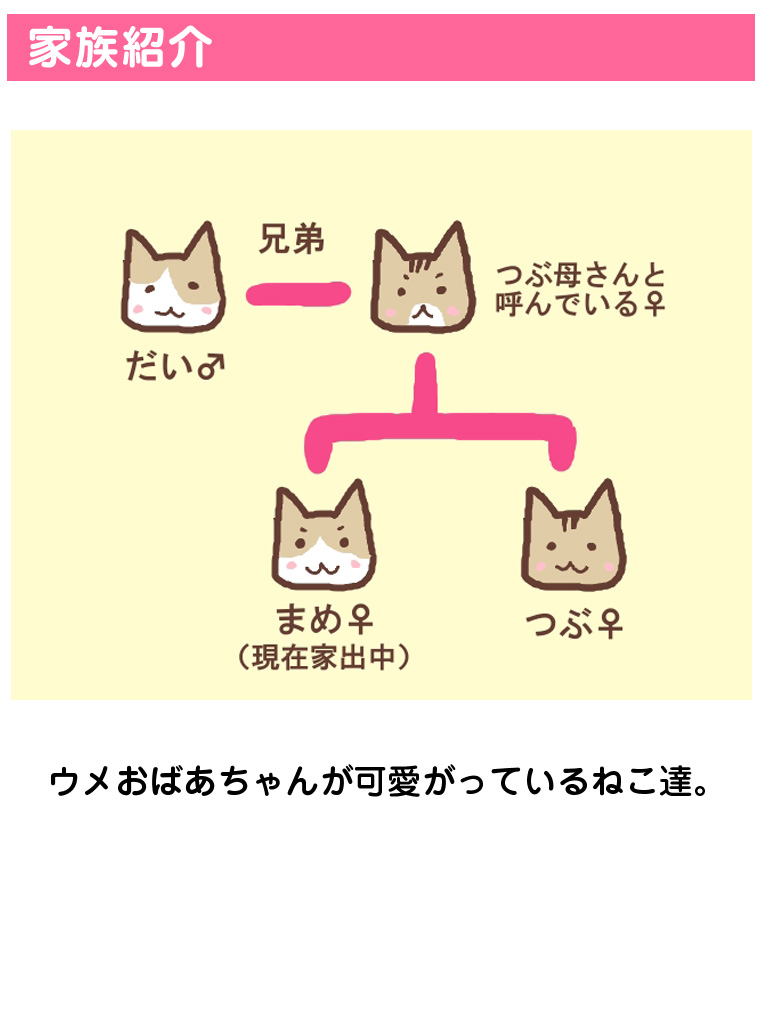 家族紹介
兄弟
つぶ母さんと
呼んでいる♀
だい♂
まめ♀
（現在家出中）
つぶ♀
ウメおばあちゃんが可愛がっているねこ達。